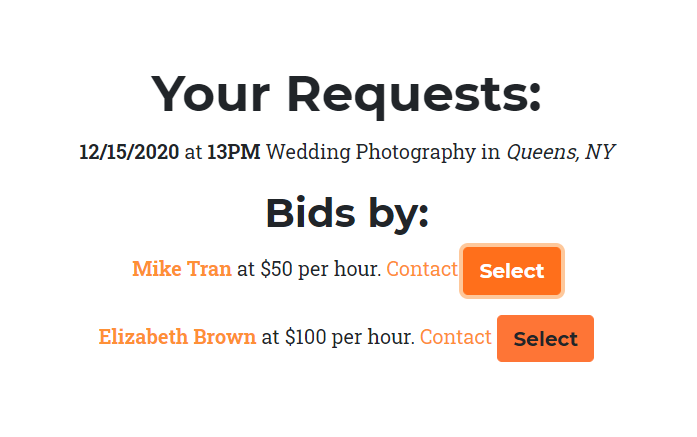 Your Requests:
12/15/2020 at 13PM Wedding Photography in Queens, NY
Bids by:
Mike Tran at $50 per hour. Contact Select
Elizabeth Brown at $100 per hour. Contact Select